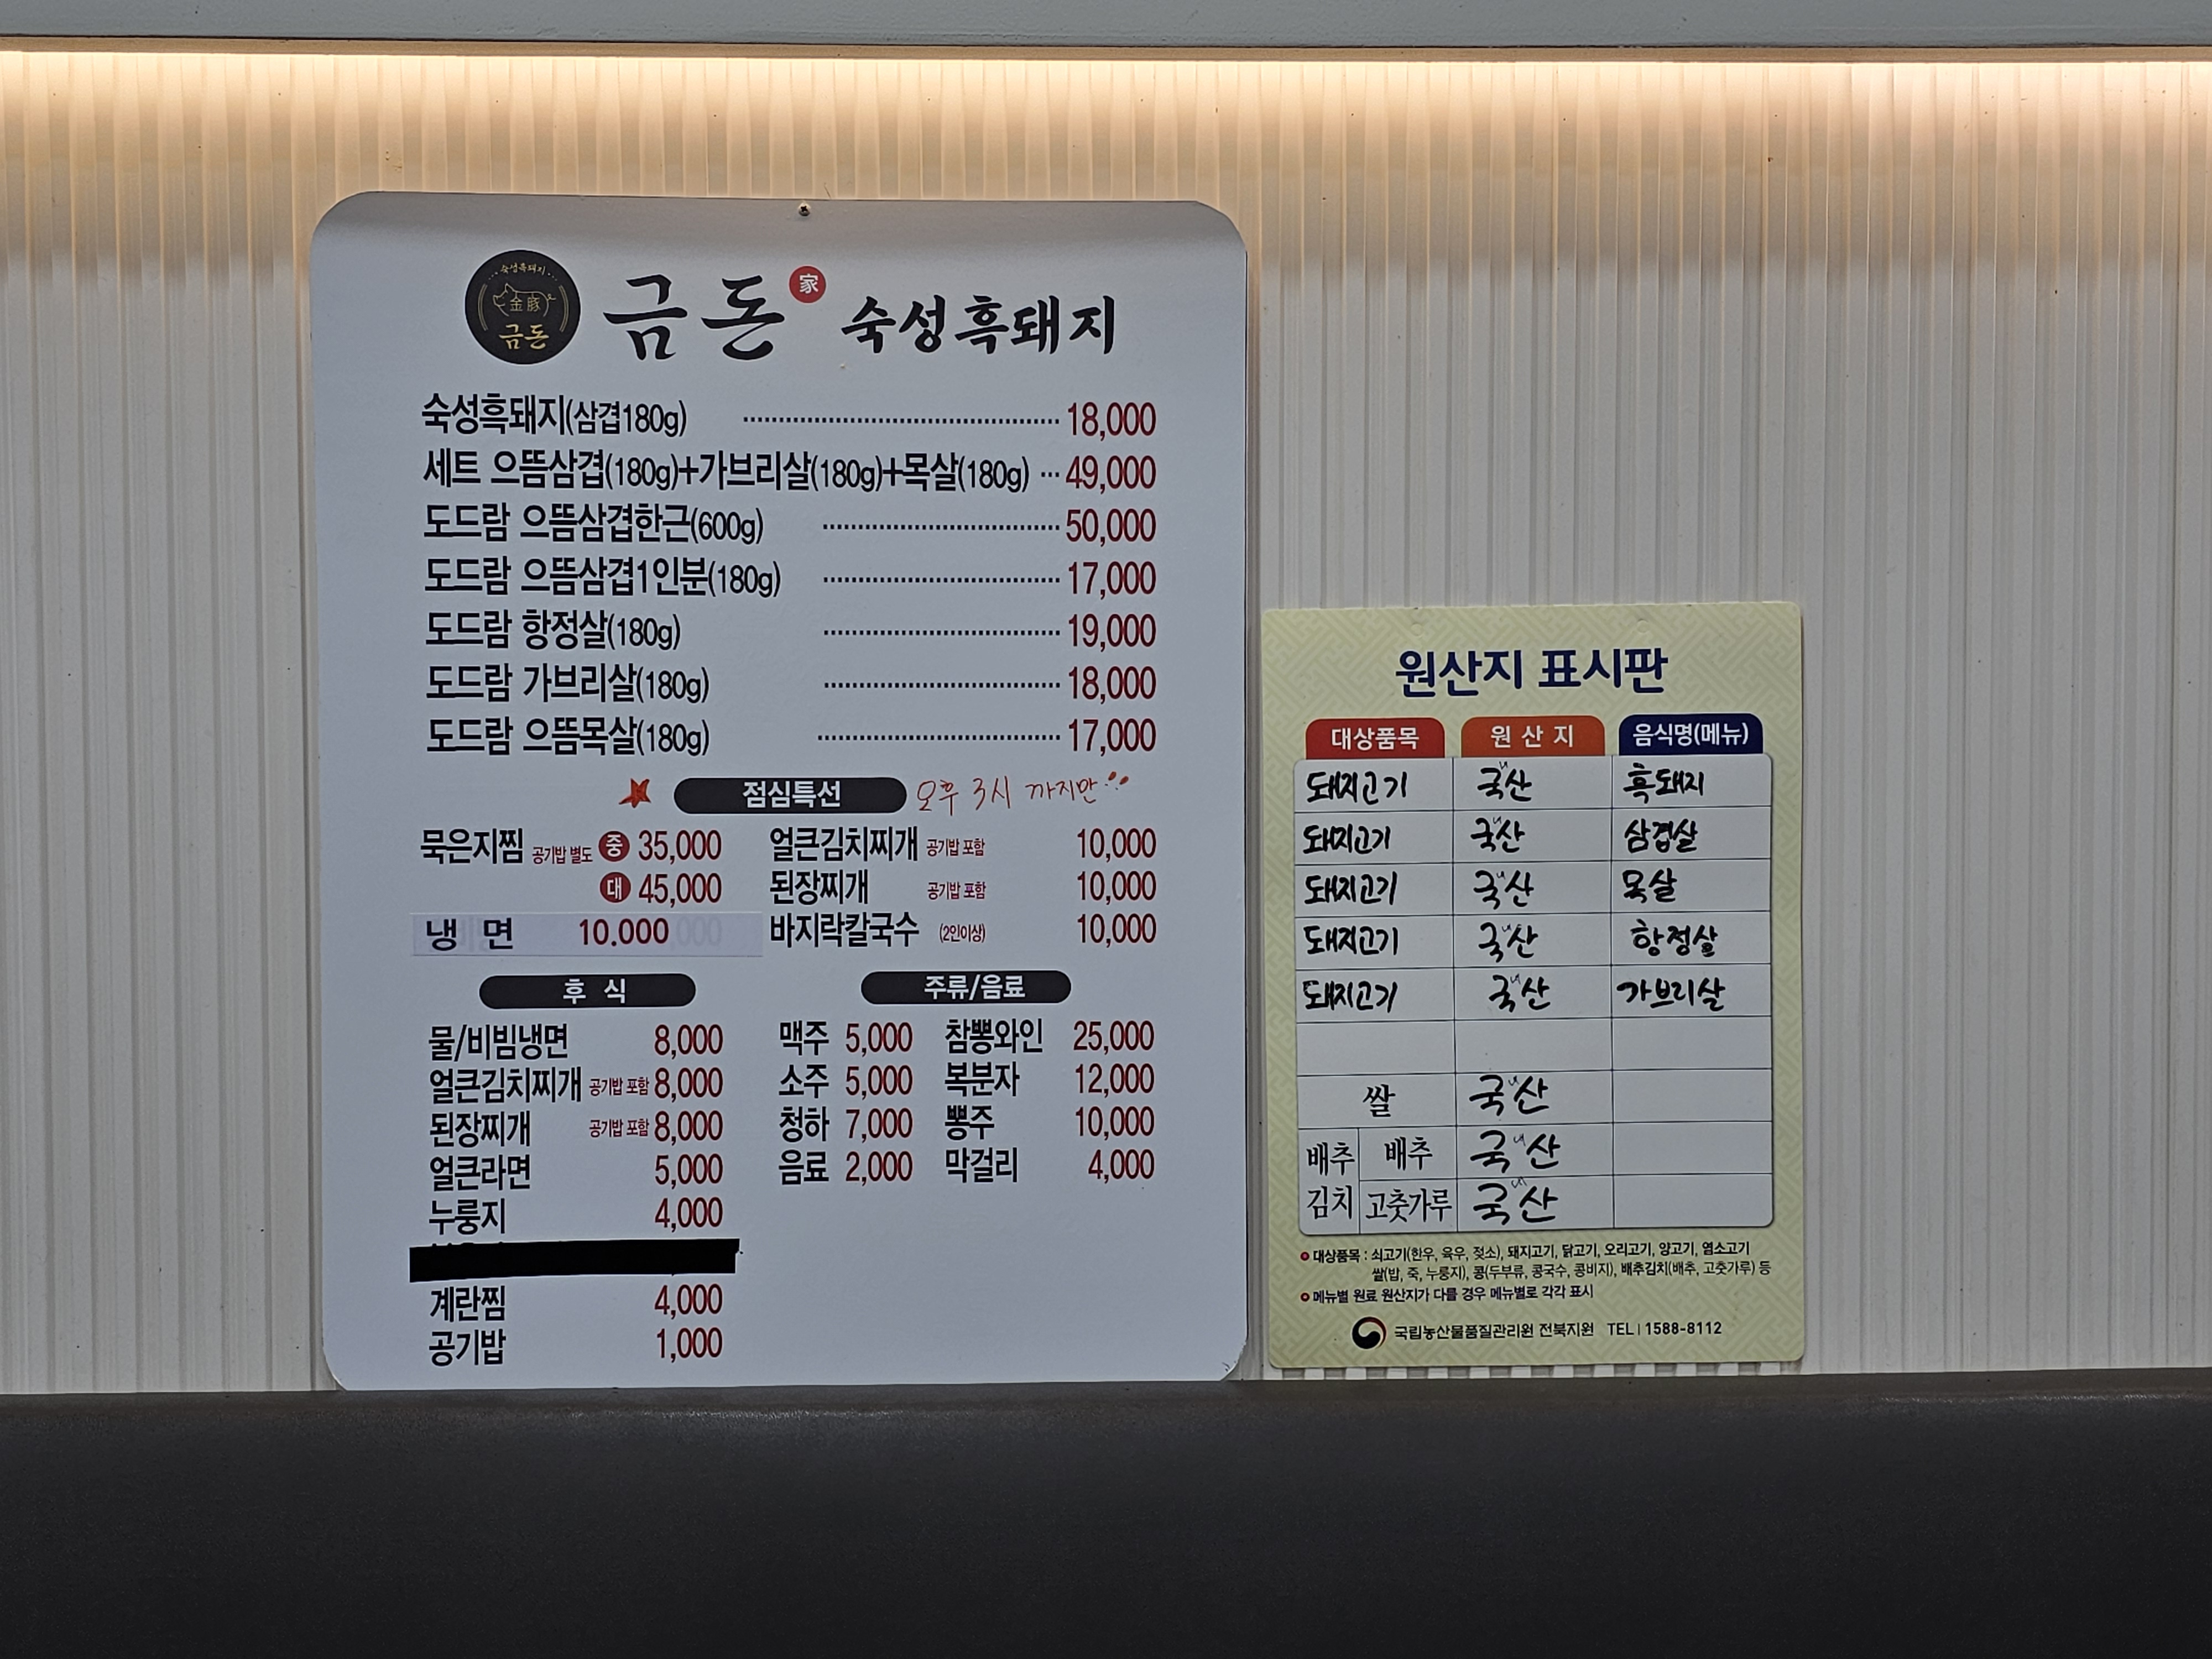 숙성흑돼지
金豚
금돈
금돈 家 숙성흑돼지
숙성흑돼지(삼겹180g) 18,000
세트 으뜸삼겹(180g)+가브리살(180g)+목살(180g) 49,000
도드람 으뜸삼겹한근(600g) 50,000
도드람 으뜸삼겹1인분(180g) 17,000
도드람 항정살(180g) 19,000
도드람 가브리살(180g) 18,000
도드람 으뜸목살(180g) 17,000
점심특선 오후 3시 까지만
묵은지찜 공기밥 별도 중 35,000
대 45,000
냉 면 10.000
얼큰김치찌개 공기밥 포함 10,000
된장찌개 공기밥 포함 10,000
바지락칼국수 (2인이상) 10,000
후 식
물/비빔냉면 8,000
얼큰김치찌개 공기밥 포함 8,000
된장찌개 공기밥 포함 8,000
얼큰라면 5,000
누룽지 4,000
계란찜 4,000
공기밥 1,000
주류/음료
맥주 5,000 참뽕와인 25,000
소주 5,000 복분자 12,000
청하 7,000 뽕주 10,000
음료 2,000 막걸리 4,000
원산지 표시판
대상품목 원산지 음식명(메뉴)
돼지고기 국내산 흑돼지
돼지고기 국내산 삼겹살
돼지고기 국내산 목살
돼지고기 국내산 항정살
돼지고기 국내산 가브리살
쌀 국내산
배추김치 배추 국내산
고춧가루 국내산
대상품목 : 쇠고기(한우, 육우, 젖소), 돼지고기, 닭고기, 오리고기, 양고기, 염소고기
쌀(밥, 죽, 누룽지), 콩(두부류, 콩국수, 콩비지), 배추김치(배추, 고춧가루) 등
메뉴별 원료 원산지가 다를 경우 메뉴별로 각각 표시
국립농산물품질관리원 전북지원 TEL | 1588-8112